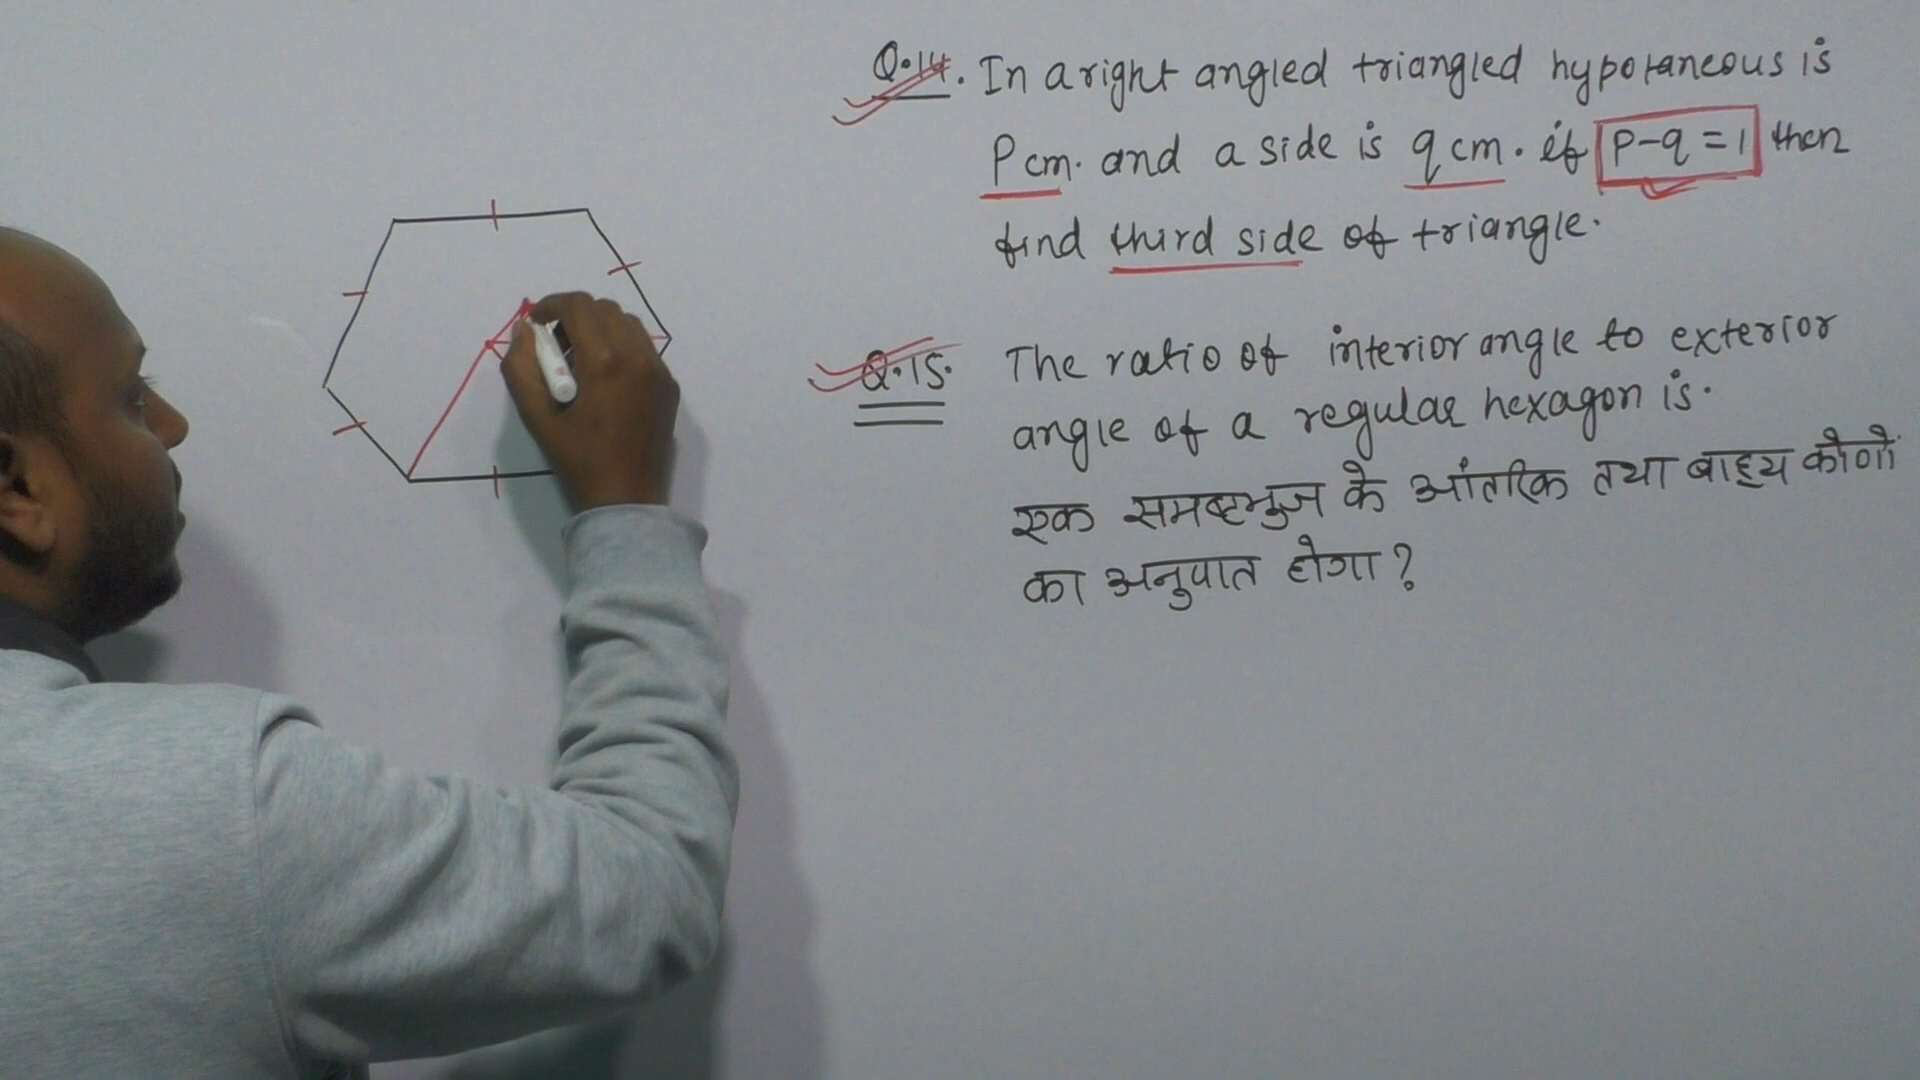 Q.14. In a right angled triangled hypotaneous is
P cm. and a side is q cm. if P-q=1 then
find third side of triangle.
Q.15. The ratio of interior angle to exterior
angle of a regular hexagon is.
एक समषट्भुज के आंतरिक तथा बाह्य कोणों
का अनुपात होगा?